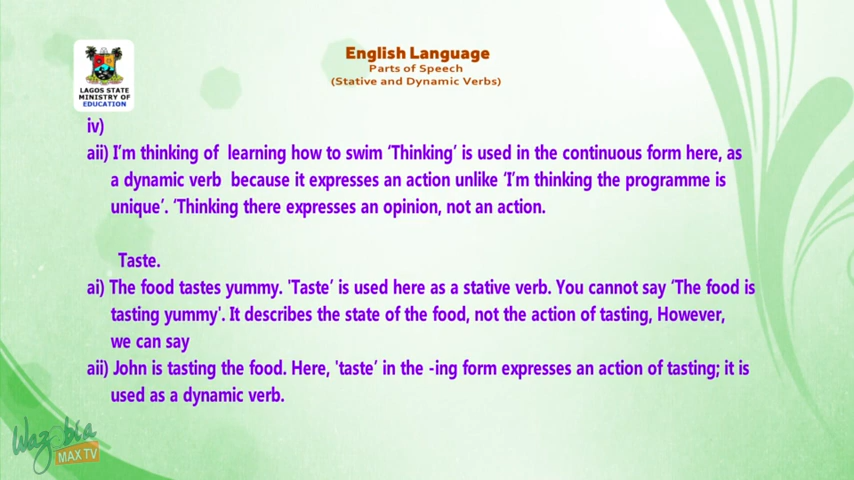 English Language
Parts of Speech
(Stative and Dynamic Verbs)
LAGOS STATE
MINISTRY OF
EDUCATION
iv)
aii) I'm thinking of learning how to swim ‘Thinking’ is used in the continuous form here, as
a dynamic verb because it expresses an action unlike ‘I'm thinking the programme is
unique’. ‘Thinking there expresses an opinion, not an action.
Taste.
ai) The food tastes yummy. 'Taste’ is used here as a stative verb. You cannot say ‘The food is
tasting yummy'. It describes the state of the food, not the action of tasting, However,
we can say
aii) John is tasting the food. Here, 'taste’ in the -ing form expresses an action of tasting; it is
used as a dynamic verb.
Wazobia
MAX TV